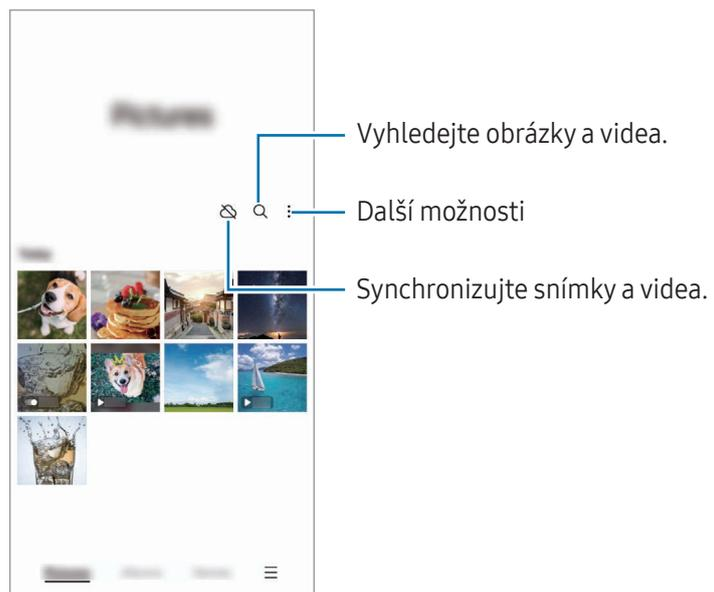 Vyhledejte obrázky a videa.
Další možnosti
Synchronizujte snímky a videa.